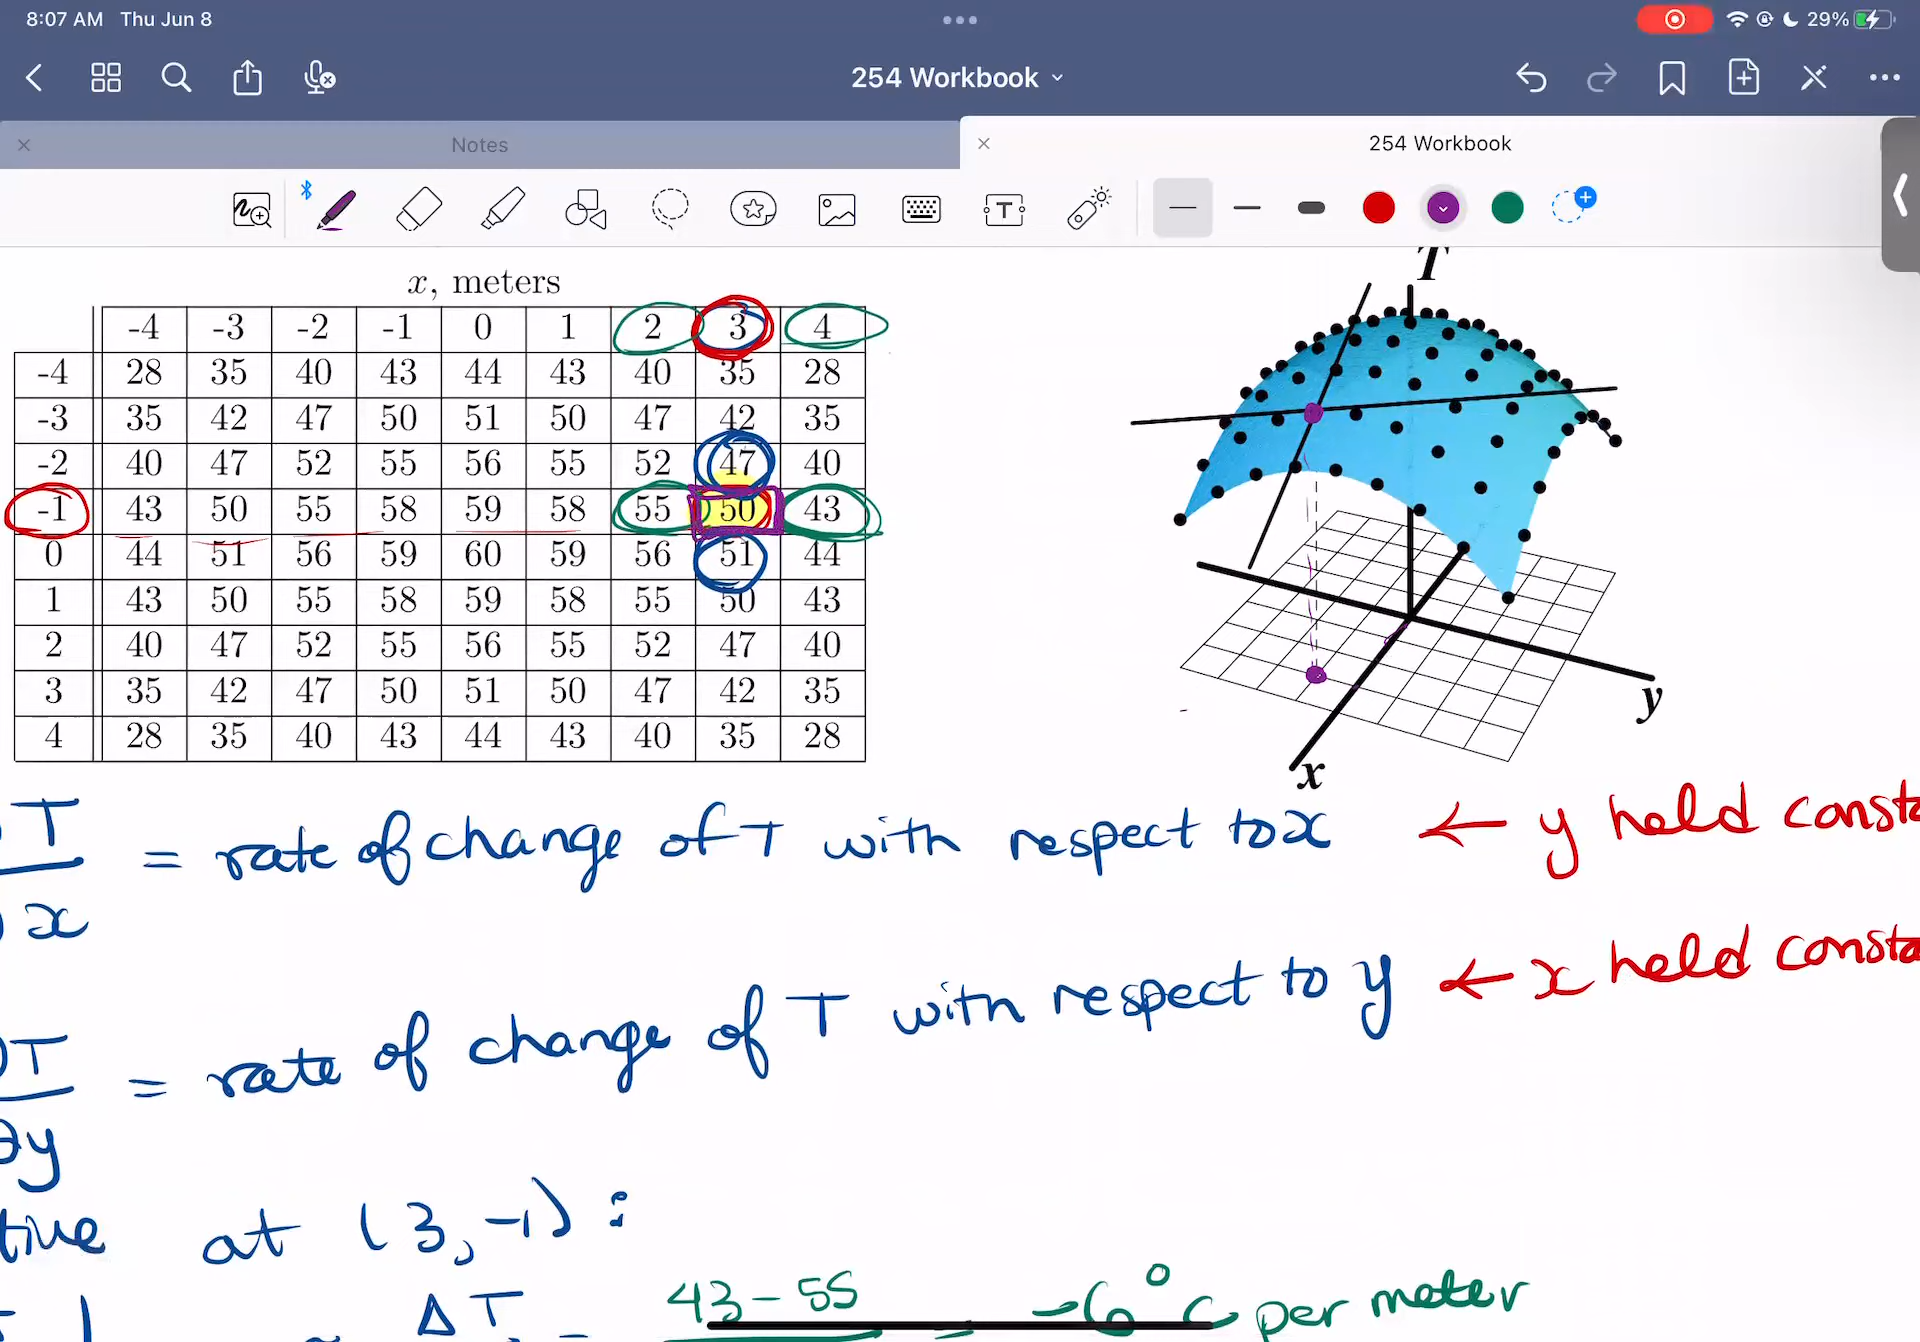 8:07 AM Thu Jun 8
29%
254 Workbook
Notes
254 Workbook
T
x, meters
-4 -3 -2 -1 0 1 2 3 4
-4 28 35 40 43 44 43 40 35 28
-3 35 42 47 50 51 50 47 42 35
-2 40 47 52 55 56 55 52 47 40
-1 43 50 55 58 59 58 55 50 43
0 44 51 56 59 60 59 56 51 44
1 43 50 55 58 59 58 55 50 43
2 40 47 52 55 56 55 52 47 40
3 35 42 47 50 51 50 47 42 35
4 28 35 40 43 44 43 40 35 28
T
y
x
∂T/∂x = rate of change of T with respect to x ← y held consta
∂T/∂y = rate of change of T with respect to y ← x held consta
tive at (3, -1) :
ΔT = 43 - 55 = -6°C per meter